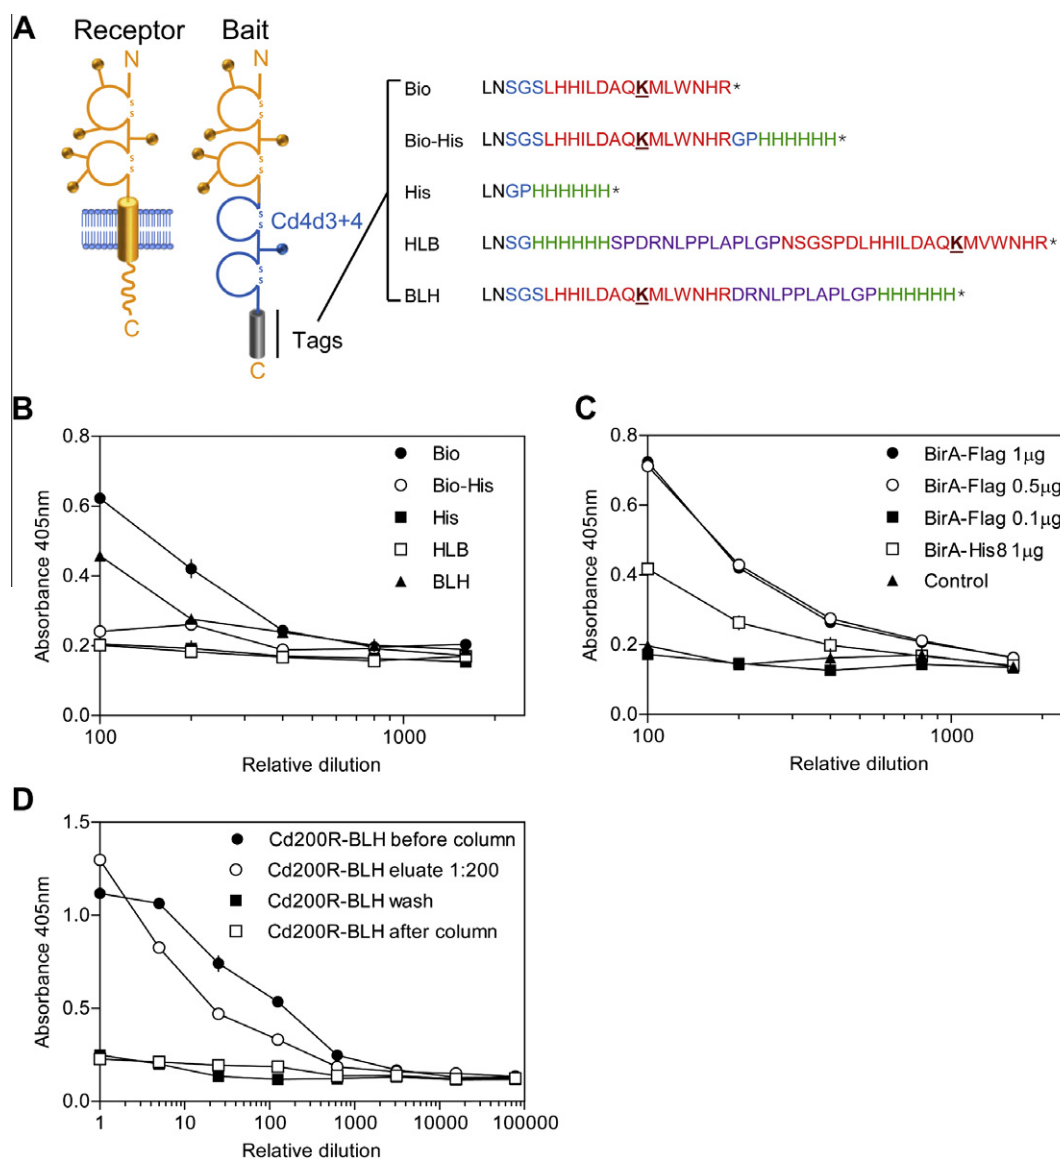 A
Receptor
Bait
N
N
S
S
S
S
S
S
S
S
S
S
S
S
Cd4d3+4
C
Tags
C
Bio LNSGSLHHILDAQKMLWNHR*
Bio-His LNSGSLHHILDAQKMLWNHRGPHHHHHH*
His LNGPHHHHHH*
HLB LNSGHHHHHHSPDRNLPPLAPLGPNSGSPDLHHILDAQKMVWNHR*
BLH LNSGSLHHILDAQKMLWNHRDRNLPPLAPLGPHHHHHH*
B
Absorbance 405nm
0.8
0.6
0.4
0.2
0.0
100
1000
Relative dilution
Bio
Bio-His
His
HLB
BLH
C
Absorbance 405nm
0.8
0.6
0.4
0.2
0.0
100
1000
Relative dilution
BirA-Flag 1µg
BirA-Flag 0.5µg
BirA-Flag 0.1µg
BirA-His8 1µg
Control
D
Absorbance 405nm
1.5
1.0
0.5
0.0
1
10
100
1000
10000
100000
Relative dilution
Cd200R-BLH before column
Cd200R-BLH eluate 1:200
Cd200R-BLH wash
Cd200R-BLH after column